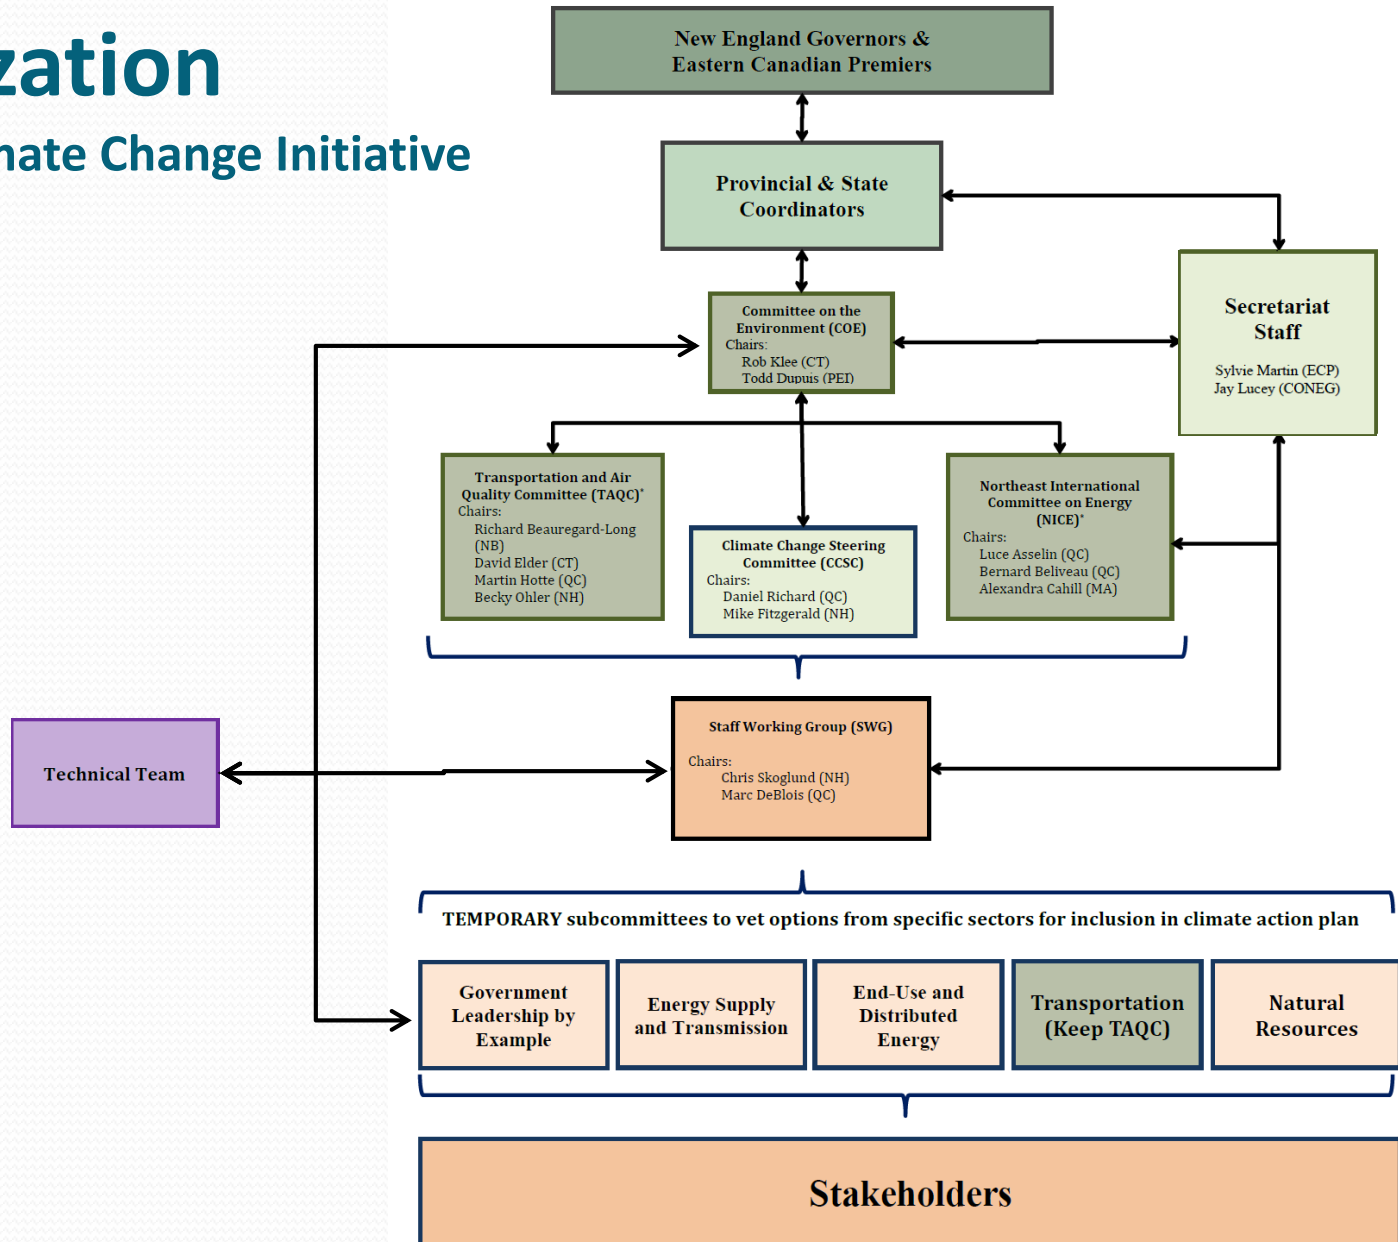 zation
nate Change Initiative
New England Governors &
Eastern Canadian Premiers
Provincial & State
Coordinators
Committee on the
Environment (COE)
Chairs:
Rob Klee (CT)
Todd Dupuis (PEI)
Secretariat
Staff
Sylvie Martin (ECP)
Jay Lucey (CONEG)
Transportation and Air
Quality Committee (TAQC)*
Chairs:
Richard Beauregard-Long
(NB)
David Elder (CT)
Martin Hotte (QC)
Becky Ohler (NH)
Climate Change Steering
Committee (CCSC)
Chairs:
Daniel Richard (QC)
Mike Fitzgerald (NH)
Northeast International
Committee on Energy
(NICE)*
Chairs:
Luce Asselin (QC)
Bernard Beliveau (QC)
Alexandra Cahill (MA)
Technical Team
Staff Working Group (SWG)
Chairs:
Chris Skoglund (NH)
Marc DeBlois (QC)
TEMPORARY subcommittees to vet options from specific sectors for inclusion in climate action plan
Government
Leadership by
Example
Energy Supply
and Transmission
End-Use and
Distributed
Energy
Transportation
(Keep TAQC)
Natural
Resources
Stakeholders